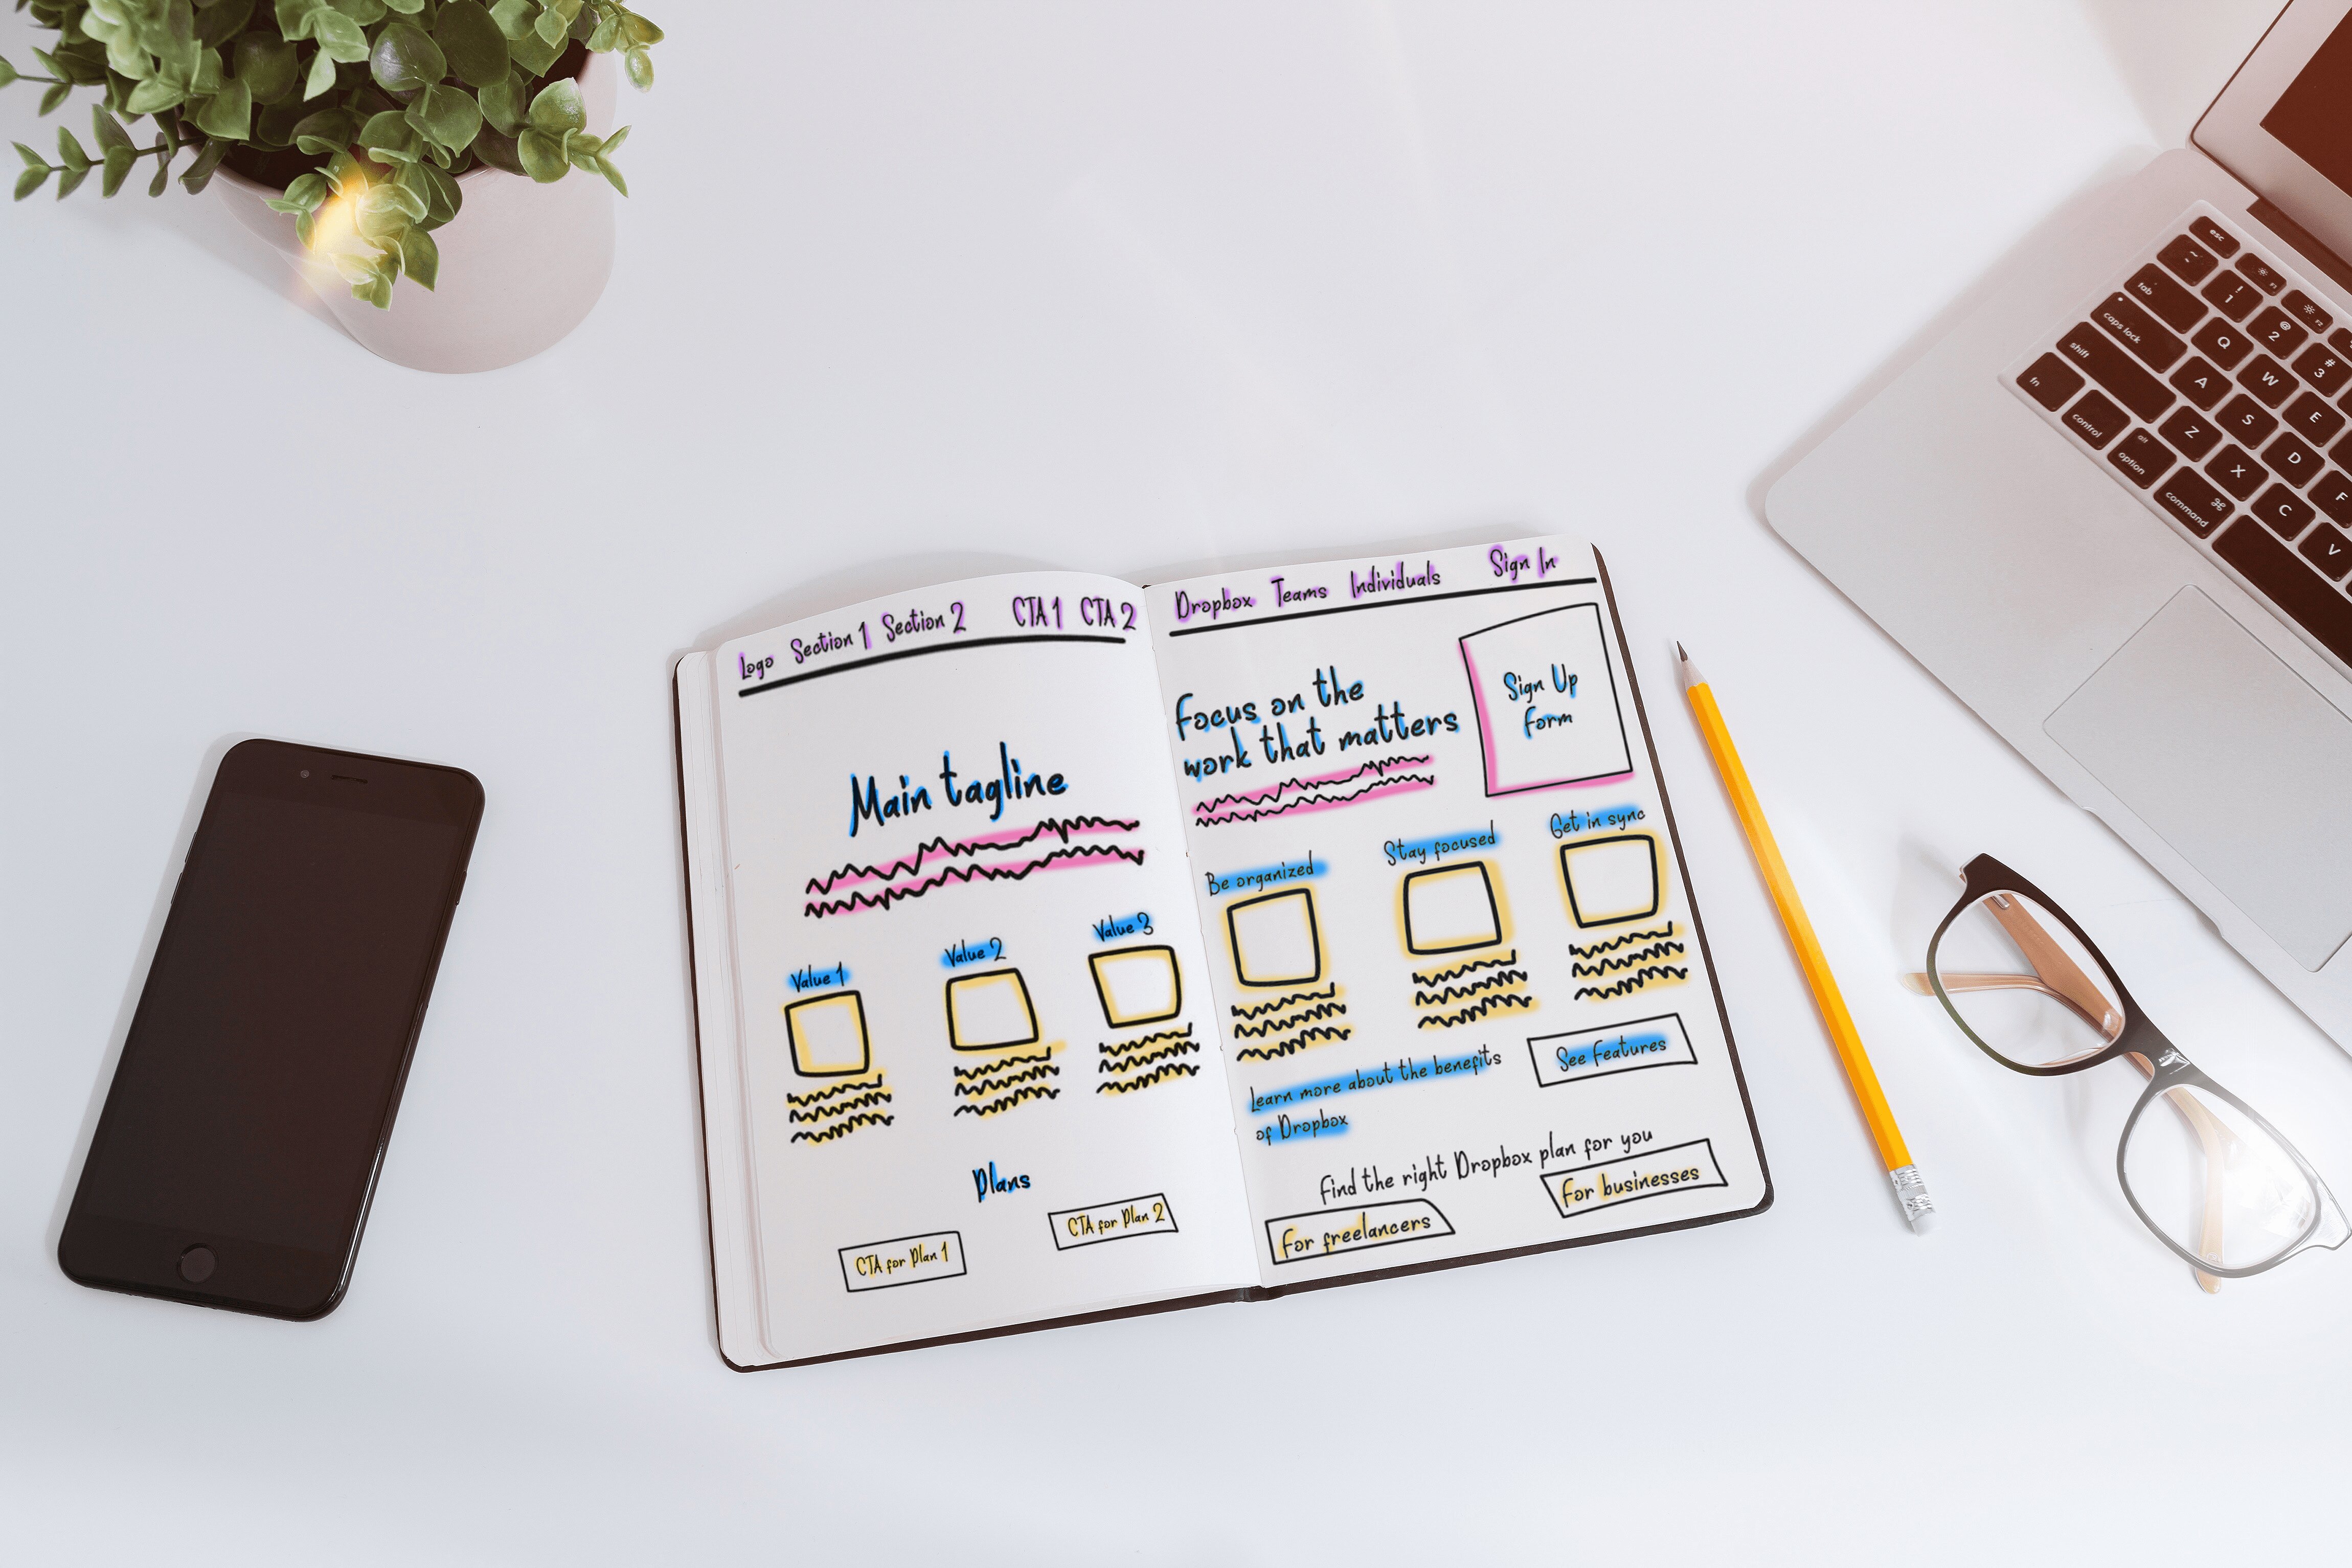 Logo Section 1 Section 2 CTA 1 CTA 2
Main tagline
Value 1 Value 2 Value 3
Plans
CTA for Plan 1 CTA for Plan 2
Dropbox Teams Individuals Sign In
Focus on the
work that matters
Sign Up
Form
Be organized Stay focused Get in sync
Learn more about the benefits
of Dropbox
See Features
Find the right Dropbox plan for you
For freelancers For businesses
esc
~ ! 1 @ 2 # 3
tab Q W E
caps lock A S D F
shift Z X C V
fn control alt option command ⌘